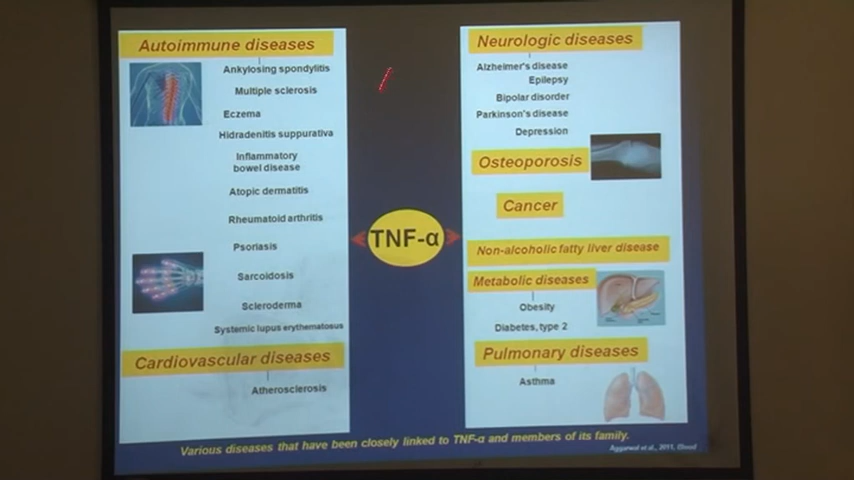 Autoimmune diseases
Ankylosing spondylitis
Multiple sclerosis
Eczema
Hidradenitis suppurativa
Inflammatory
bowel disease
Atopic dermatitis
Rheumatoid arthritis
Psoriasis
Sarcoidosis
Scleroderma
Systemic lupus erythematosus
Cardiovascular diseases
Atherosclerosis
TNF-α
Neurologic diseases
Alzheimer's disease
Epilepsy
Bipolar disorder
Parkinson's disease
Depression
Osteoporosis
Cancer
Non-alcoholic fatty liver disease
Metabolic diseases
Obesity
Diabetes, type 2
Pulmonary diseases
Asthma
Various diseases that have been closely linked to TNF-α and members of its family.
Aggarwal et al., 2011, Blood